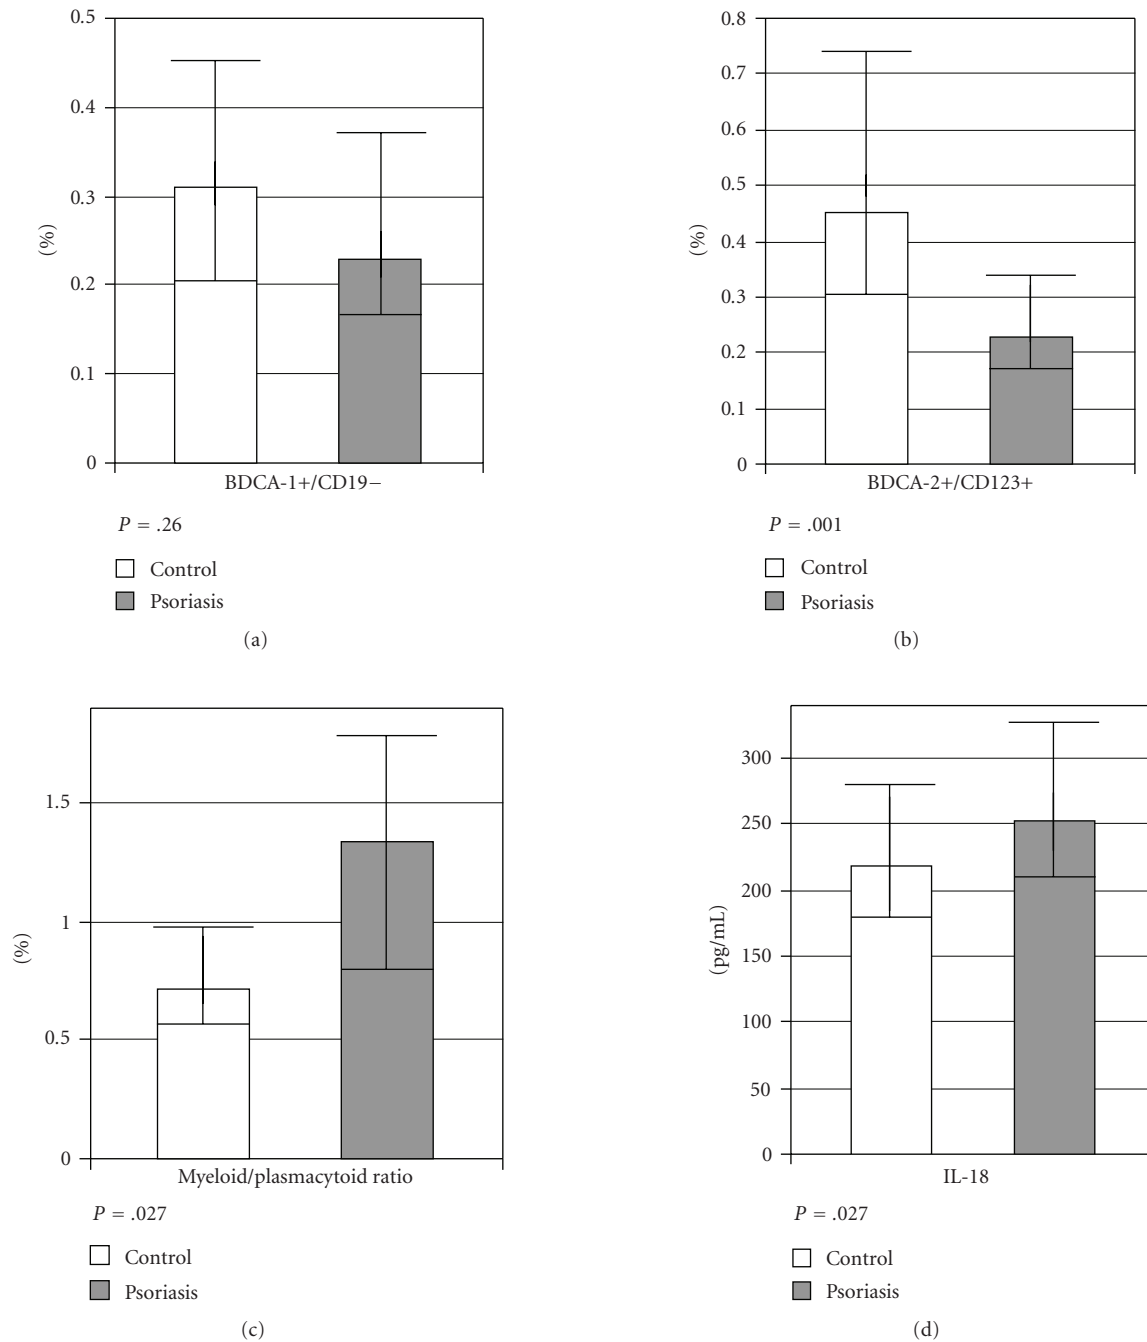 0.5
0.4
0.3
0.2
0.1
0
(%)
BDCA-1+/CD19−
P = .26
Control
Psoriasis
(a)
0.8
0.7
0.6
0.5
0.4
0.3
0.2
0.1
0
(%)
BDCA-2+/CD123+
P = .001
Control
Psoriasis
(b)
1.5
1
0.5
0
(%)
Myeloid/plasmacytoid ratio
P = .027
Control
Psoriasis
(c)
300
250
200
150
100
50
0
(pg/mL)
IL-18
P = .027
Control
Psoriasis
(d)